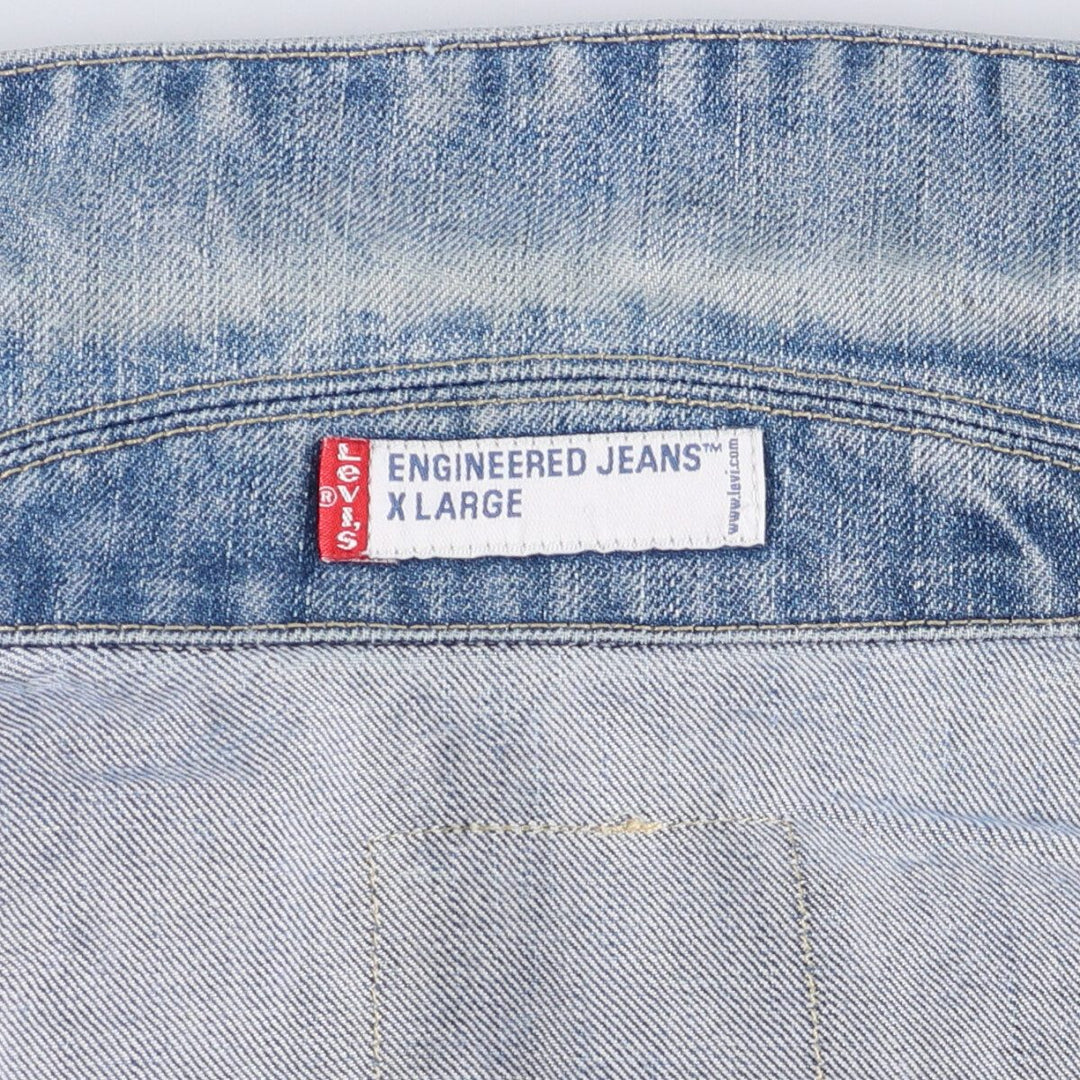 Levi's
®
ENGINEERED JEANS™
X LARGE
www.levi.com